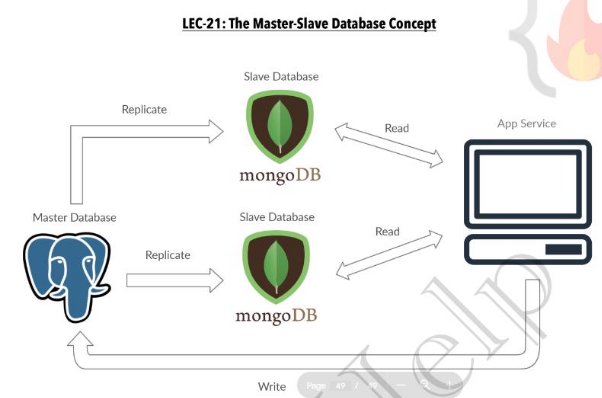 LEC-21: The Master-Slave Database Concept
Slave Database
Replicate
mongoDB
Read
App Service
Master Database
Slave Database
Replicate
mongoDB
Read
Write
Page 49 / 49
Help